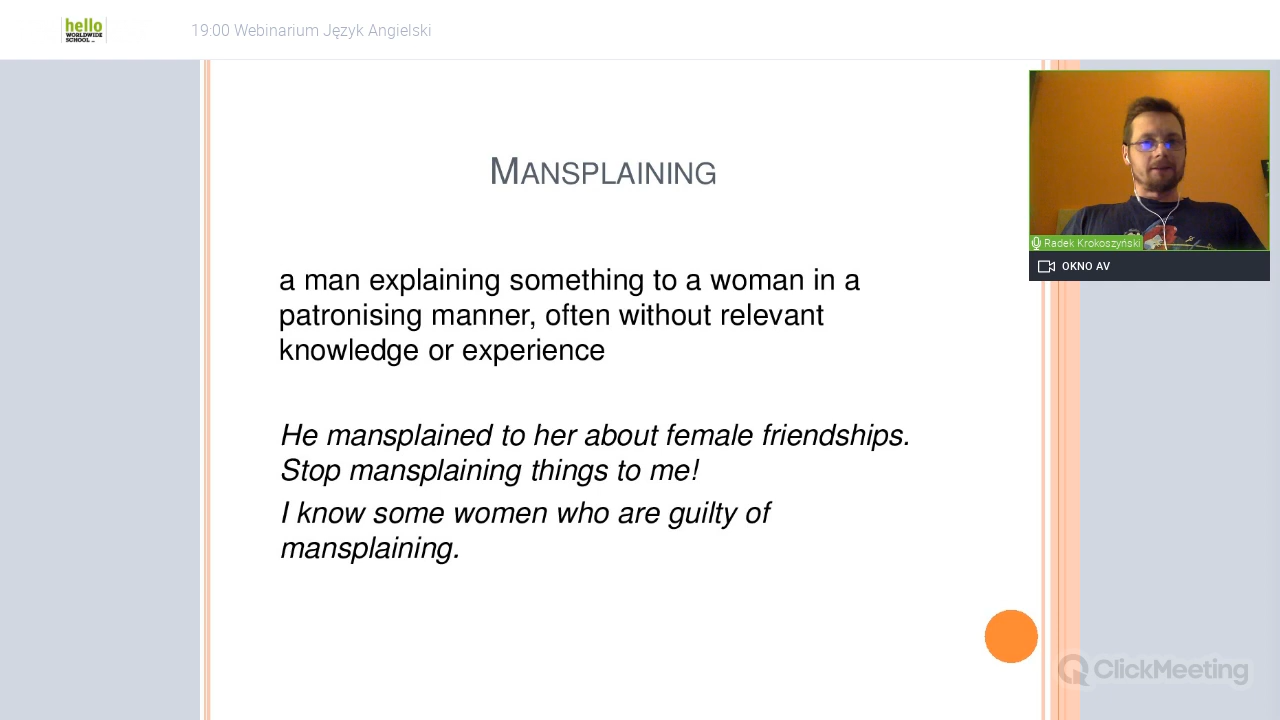 hello
WORLDWIDE
SCHOOL
19:00 Webinarium Język Angielski
MANSPLAINING
a man explaining something to a woman in a
patronising manner, often without relevant
knowledge or experience
He mansplained to her about female friendships.
Stop mansplaining things to me!
I know some women who are guilty of
mansplaining.
Radek Krokoszyński
OKNO AV
ClickMeeting